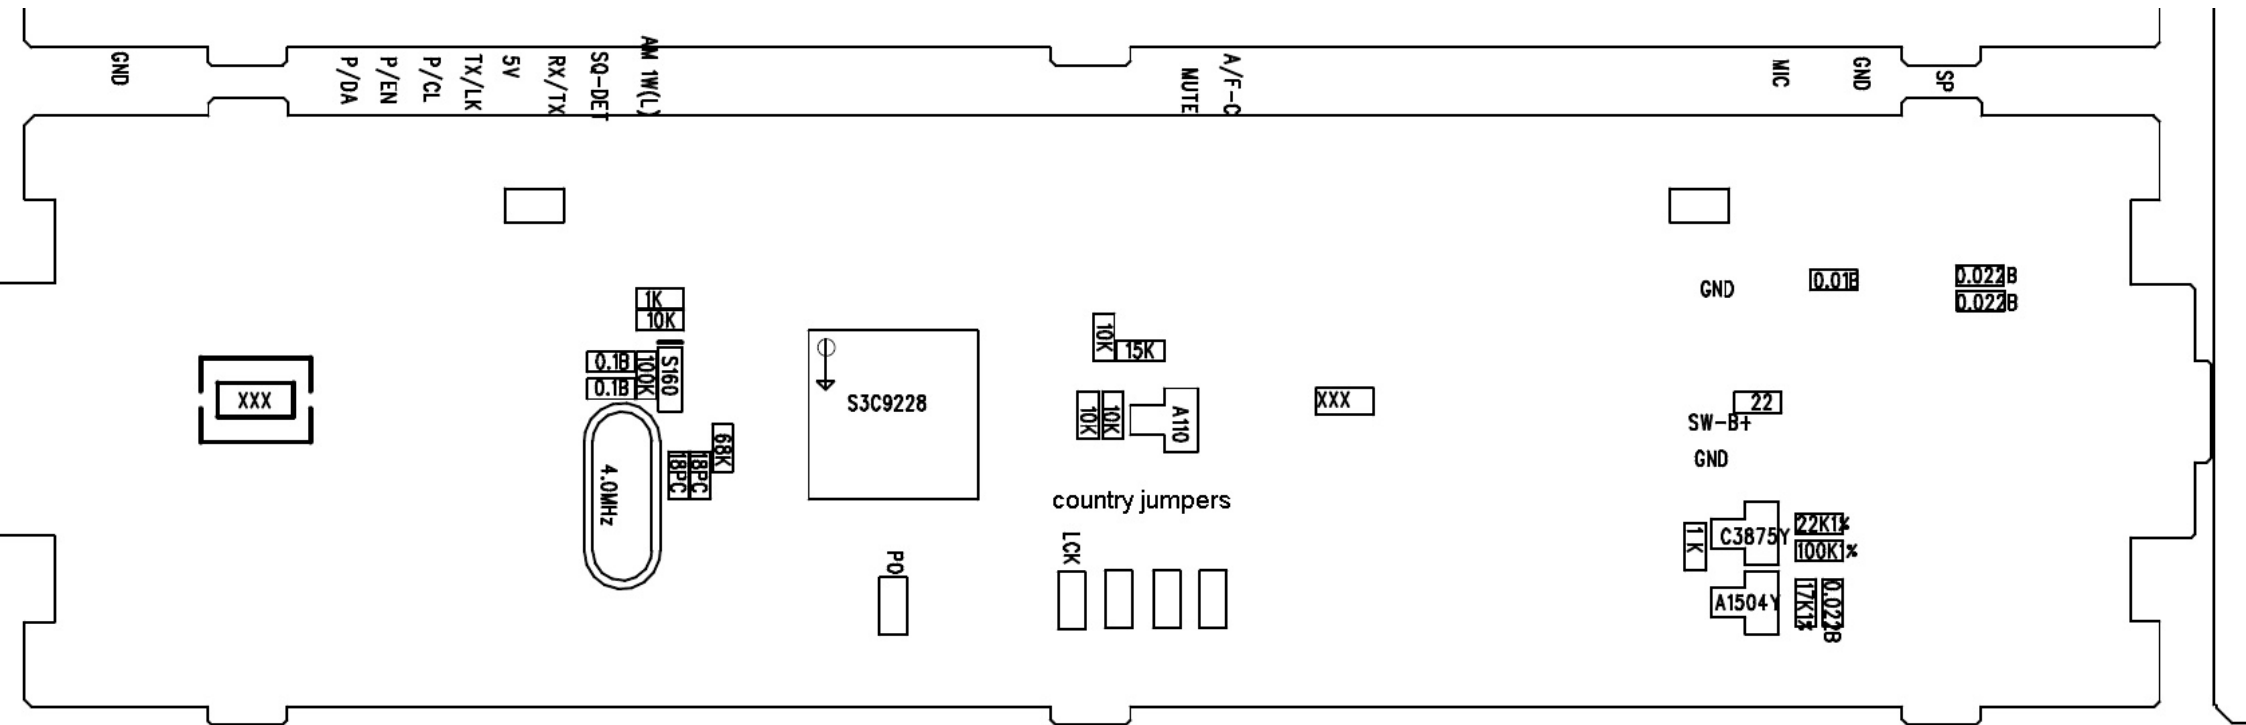 GND
P/DA
P/EN
P/CL
TX/LK
5V
RX/TX
SQ-DET
AM 1W(L)
MUTE
A/F-C
MIC
GND
SP
GND
0.01B
0.022B
0.022B
1K
10K
0.1B
0.1B
100K
S160
XXX
4.0MHz
18PC
18PC
68K
S3C9228
10K
15K
10K
10K
A110
XXX
22
SW-B+
GND
country jumpers
PO
LCK
1K
C3875Y
22K1%
100K1%
A1504Y
17K1%
0.022B